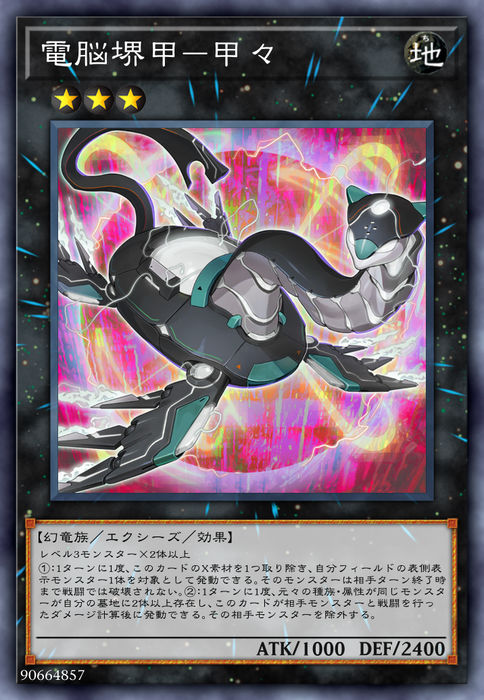 電脳堺甲－甲々
ち
地
【幻竜族／エクシーズ／効果】
レベル3モンスター×2体以上
①：1ターンに1度、このカードのX素材を1つ取り除き、自分フィールドの表側表
示モンスター1体を対象として発動できる。そのモンスターは相手ターン終了時
まで戦闘では破壊されない。②：1ターンに1度、元々の種族・属性が同じモンスタ
ーが自分の墓地に2体以上存在し、このカードが相手モンスターと戦闘を行っ
たダメージ計算後に発動できる。その相手モンスターを除外する。
ATK/1000 DEF/2400
90664857